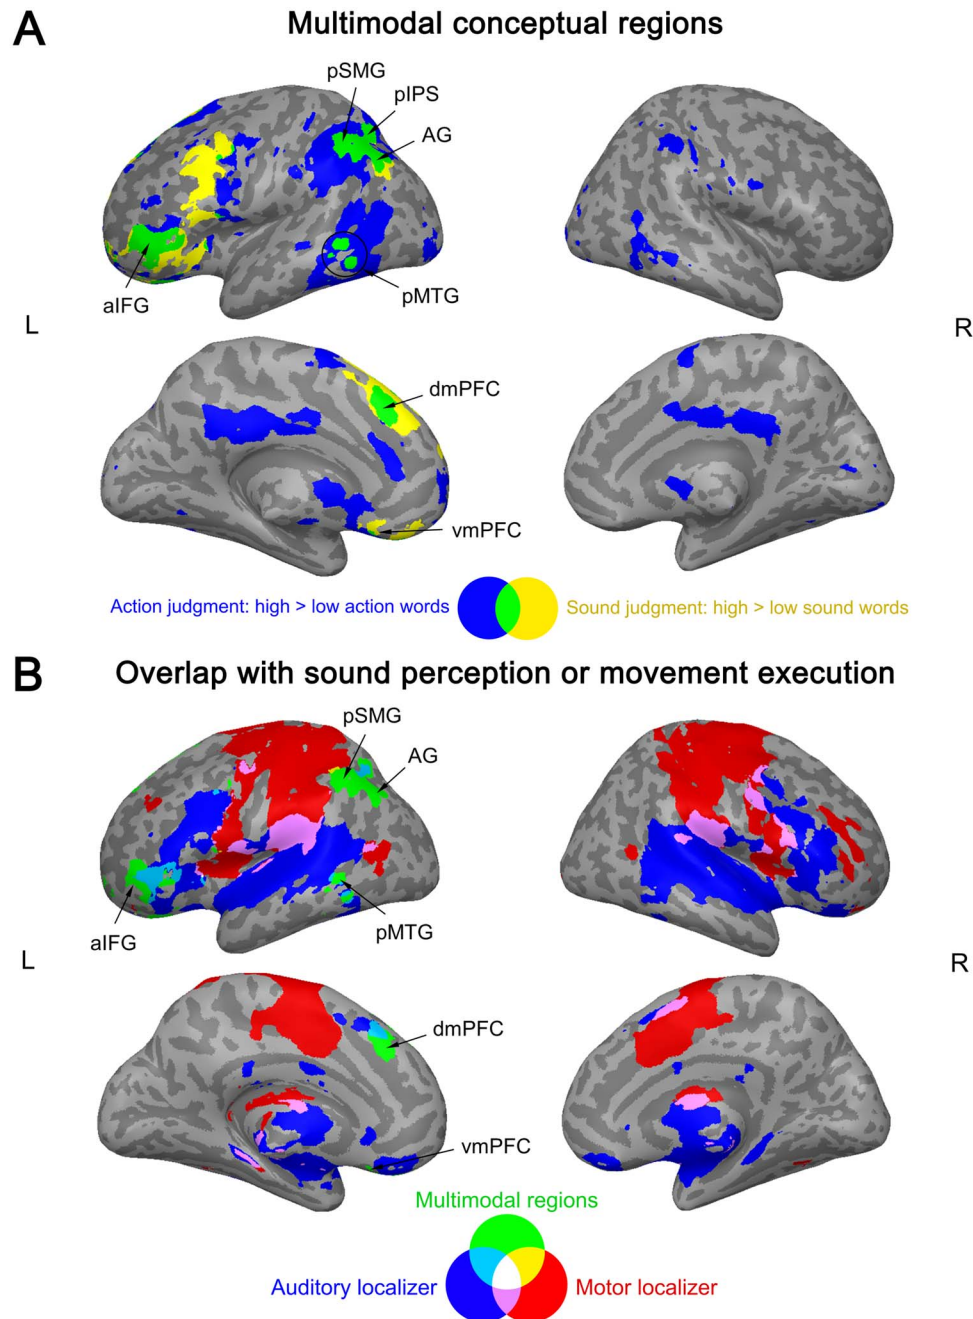 A
Multimodal conceptual regions
pSMG
pIPS
AG
aIFG
pMTG
L
R
dmPFC
vmPFC
Action judgment: high > low action words
Sound judgment: high > low sound words
B
Overlap with sound perception or movement execution
pSMG
AG
aIFG
pMTG
L
R
dmPFC
vmPFC
Multimodal regions
Auditory localizer
Motor localizer